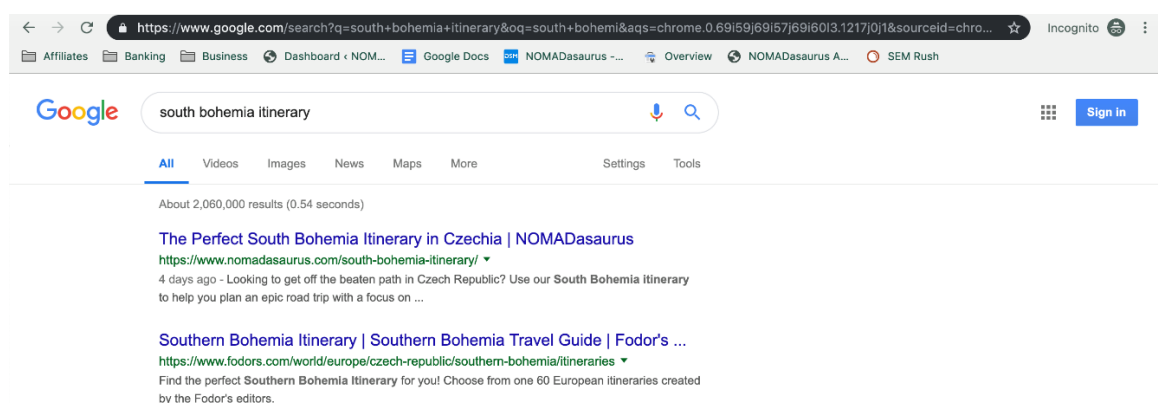 https://www.google.com/search?q=south+bohemia+itinerary&oq=south+bohemi&aqs=chrome.0.69i59j69i57j69i60l3.1217j0j1&sourceid=chro... Incognito
Affiliates Banking Business Dashboard ‹ NOM... Google Docs DSM NOMADasaurus -... Overview NOMADasaurus A... SEM Rush
Google south bohemia itinerary Sign in
All Videos Images News Maps More Settings Tools
About 2,060,000 results (0.54 seconds)
The Perfect South Bohemia Itinerary in Czechia | NOMADasaurus
https://www.nomadasaurus.com/south-bohemia-itinerary/
4 days ago - Looking to get off the beaten path in Czech Republic? Use our South Bohemia itinerary
to help you plan an epic road trip with a focus on ...
Southern Bohemia Itinerary | Southern Bohemia Travel Guide | Fodor's ...
https://www.fodors.com/world/europe/czech-republic/southern-bohemia/itineraries
Find the perfect Southern Bohemia Itinerary for you! Choose from one 60 European itineraries created
by the Fodor's editors.